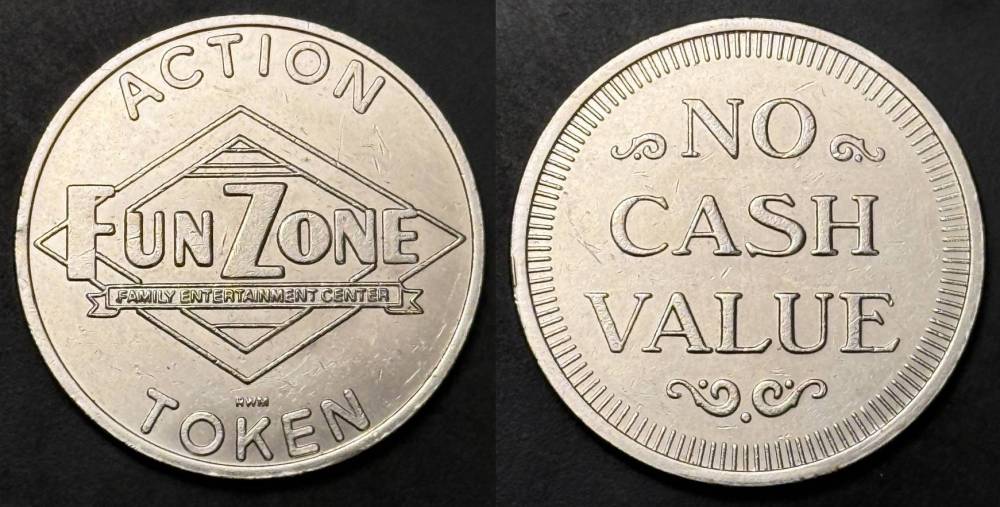 ACTION
FUN ZONE
FAMILY ENTERTAINMENT CENTER
RWM
TOKEN
NO
CASH
VALUE